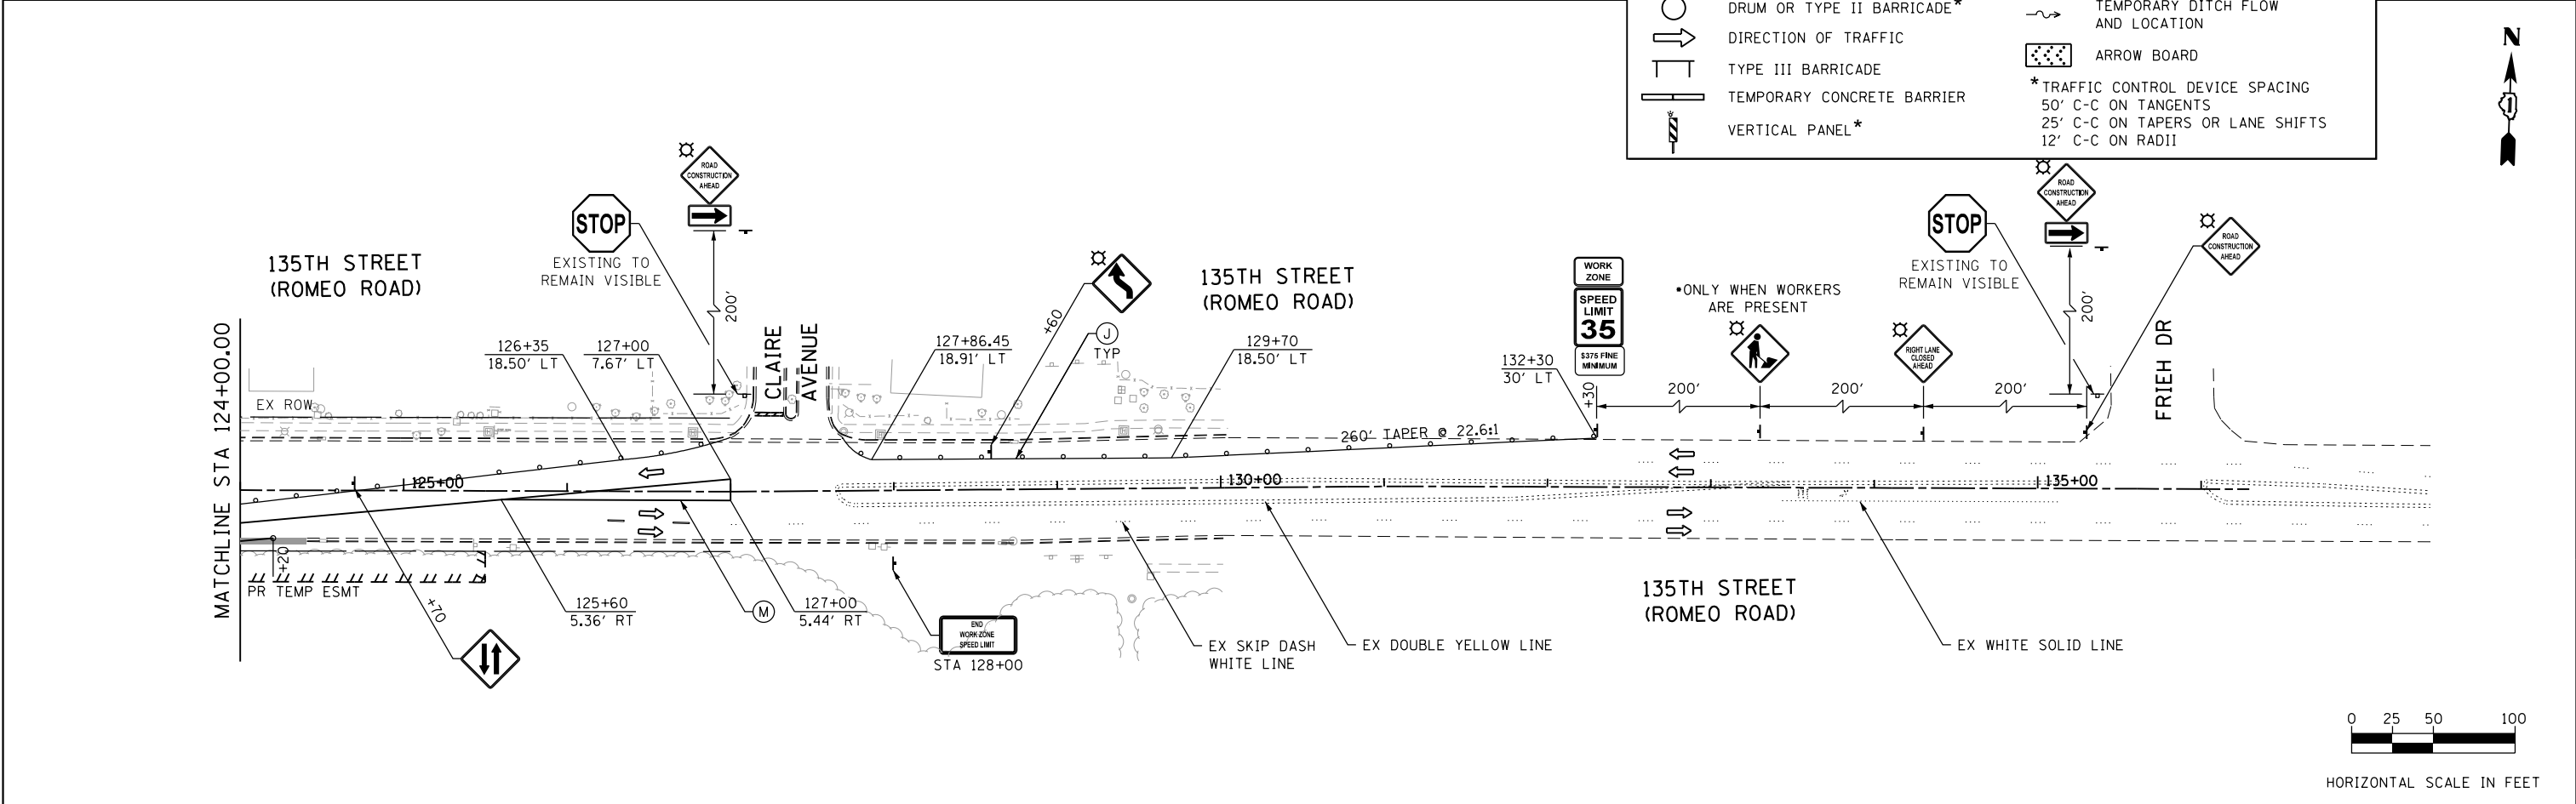 DRUM OR TYPE II BARRICADE*
DIRECTION OF TRAFFIC
TYPE III BARRICADE
TEMPORARY CONCRETE BARRIER
VERTICAL PANEL*
TEMPORARY DITCH FLOW
AND LOCATION
ARROW BOARD
*TRAFFIC CONTROL DEVICE SPACING
50' C-C ON TANGENTS
25' C-C ON TAPERS OR LANE SHIFTS
12' C-C ON RADII
N
1
ROAD
CONSTRUCTION
AHEAD
STOP
EXISTING TO
REMAIN VISIBLE
200'
135TH STREET
(ROMEO ROAD)
126+35
18.50' LT
127+00
7.67' LT
CLAIRE
AVENUE
127+86.45
18.91' LT
+60
J
TYP
135TH STREET
(ROMEO ROAD)
129+70
18.50' LT
132+30
30' LT
+30
WORK
ZONE
SPEED
LIMIT
35
$375 FINE
MINIMUM
•ONLY WHEN WORKERS
ARE PRESENT
RIGHT LANE
CLOSED
AHEAD
200'
200'
200'
STOP
EXISTING TO
REMAIN VISIBLE
ROAD
CONSTRUCTION
AHEAD
200'
ROAD
CONSTRUCTION
AHEAD
FRIEH DR
MATCHLINE STA 124+00.00
EX ROW
260' TAPER @ 22.6:1
125+00
130+00
135+00
+20
PR TEMP ESMT
+70
125+60
5.36' RT
M
127+00
5.44' RT
END
WORK ZONE
SPEED LIMIT
STA 128+00
EX SKIP DASH
WHITE LINE
EX DOUBLE YELLOW LINE
135TH STREET
(ROMEO ROAD)
EX WHITE SOLID LINE
0 25 50 100
HORIZONTAL SCALE IN FEET